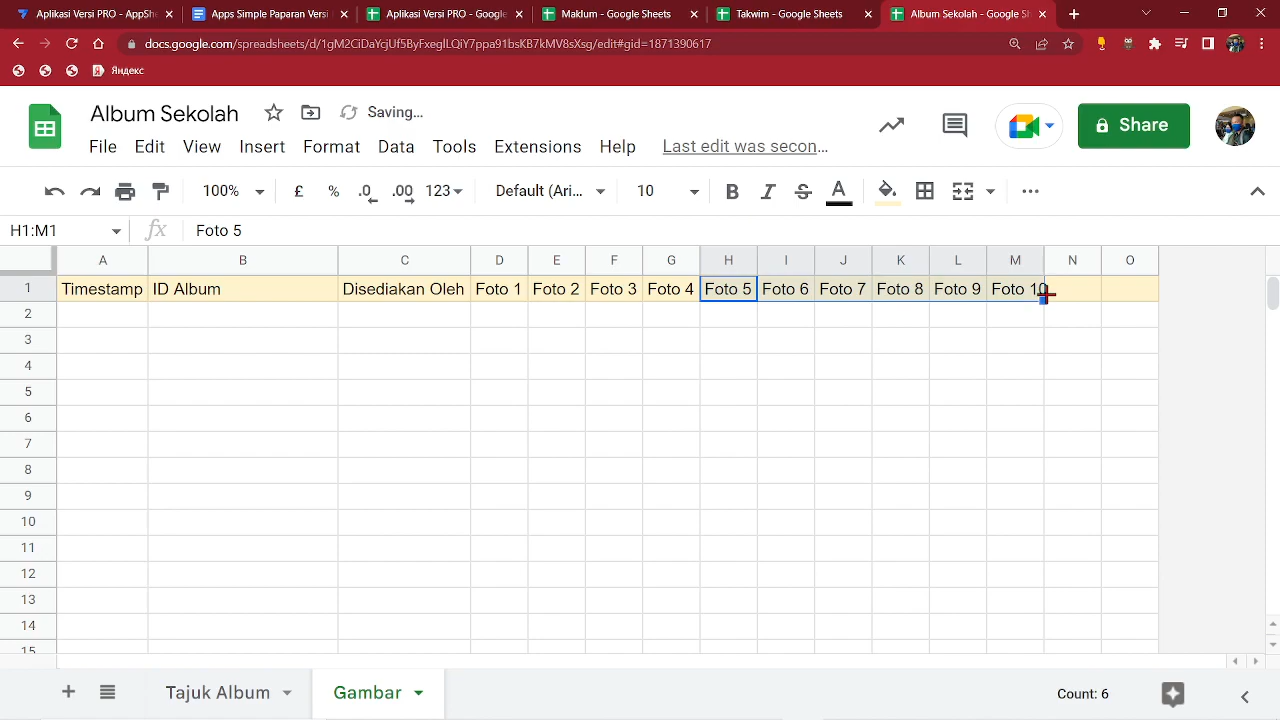 Aplikasi Versi PRO - AppShe
Apps Simple Paparan Versi
Aplikasi Versi PRO - Google
Maklum - Google Sheets
Takwim - Google Sheets
Album Sekolah - Google Sh
docs.google.com/spreadsheets/d/1gM2CiDaYgJUf5ByFxeglLQiY7ppa91bsKB7kMV8sXsg/edit#gid=1871390617
Яндекс
Album Sekolah
Saving...
File Edit View Insert Format Data Tools Extensions Help Last edit was secon...
Share
100% £ % .0 .00 123 Default (Ari... 10 B I S A
H1:M1 fx Foto 5
A B C D E F G H I J K L M N O
1 Timestamp ID Album Disediakan Oleh Foto 1 Foto 2 Foto 3 Foto 4 Foto 5 Foto 6 Foto 7 Foto 8 Foto 9 Foto 10
2
3
4
5
6
7
8
9
10
11
12
13
14
15
Tajuk Album
Gambar
Count: 6